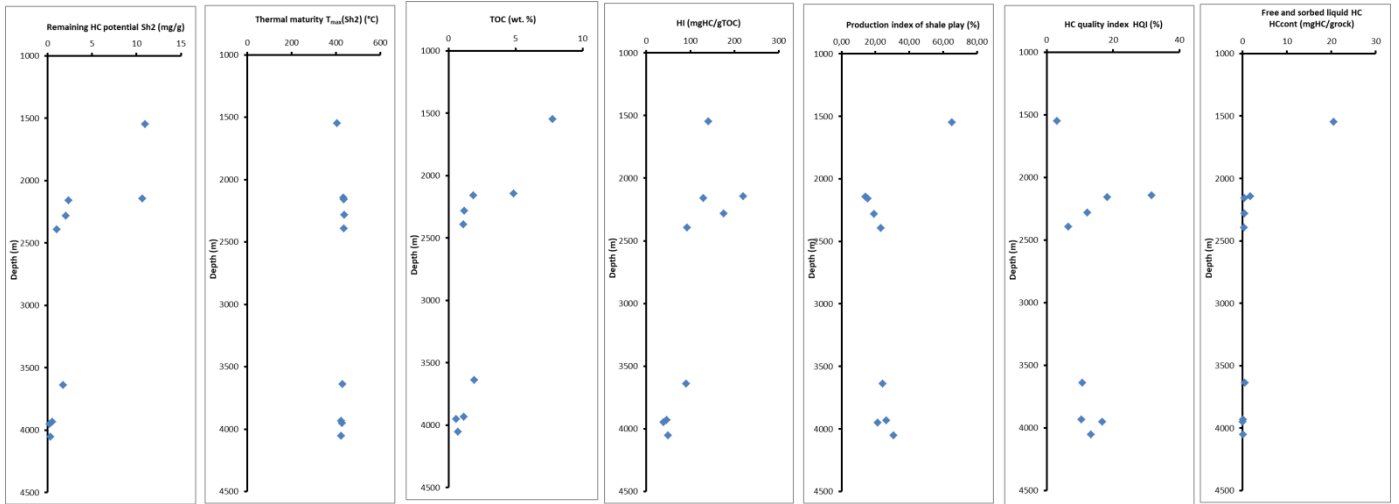 Remaining HC potential Sh2 (mg/g)
0 5 10 15
1000
1500
2000
2500
3000
3500
4000
4500
Depth (m)
Thermal maturity Tmax(Sh2) (°C)
0 200 400 600
1000
1500
2000
2500
3000
3500
4000
4500
Depth (m)
TOC (wt. %)
0 5 10
1000
1500
2000
2500
3000
3500
4000
4500
Depth (m)
HI (mgHC/gTOC)
0 100 200 300
1000
1500
2000
2500
3000
3500
4000
4500
Depth (m)
Production index of shale play (%)
0,00 20,00 40,00 60,00 80,00
1000
1500
2000
2500
3000
3500
4000
4500
Depth (m)
HC quality index HQI (%)
0 20 40
1000
1500
2000
2500
3000
3500
4000
4500
Depth (m)
Free and sorbed liquid HC
HCcont (mgHC/grock)
0 10 20 30
1000
1500
2000
2500
3000
3500
4000
4500
Depth (m)